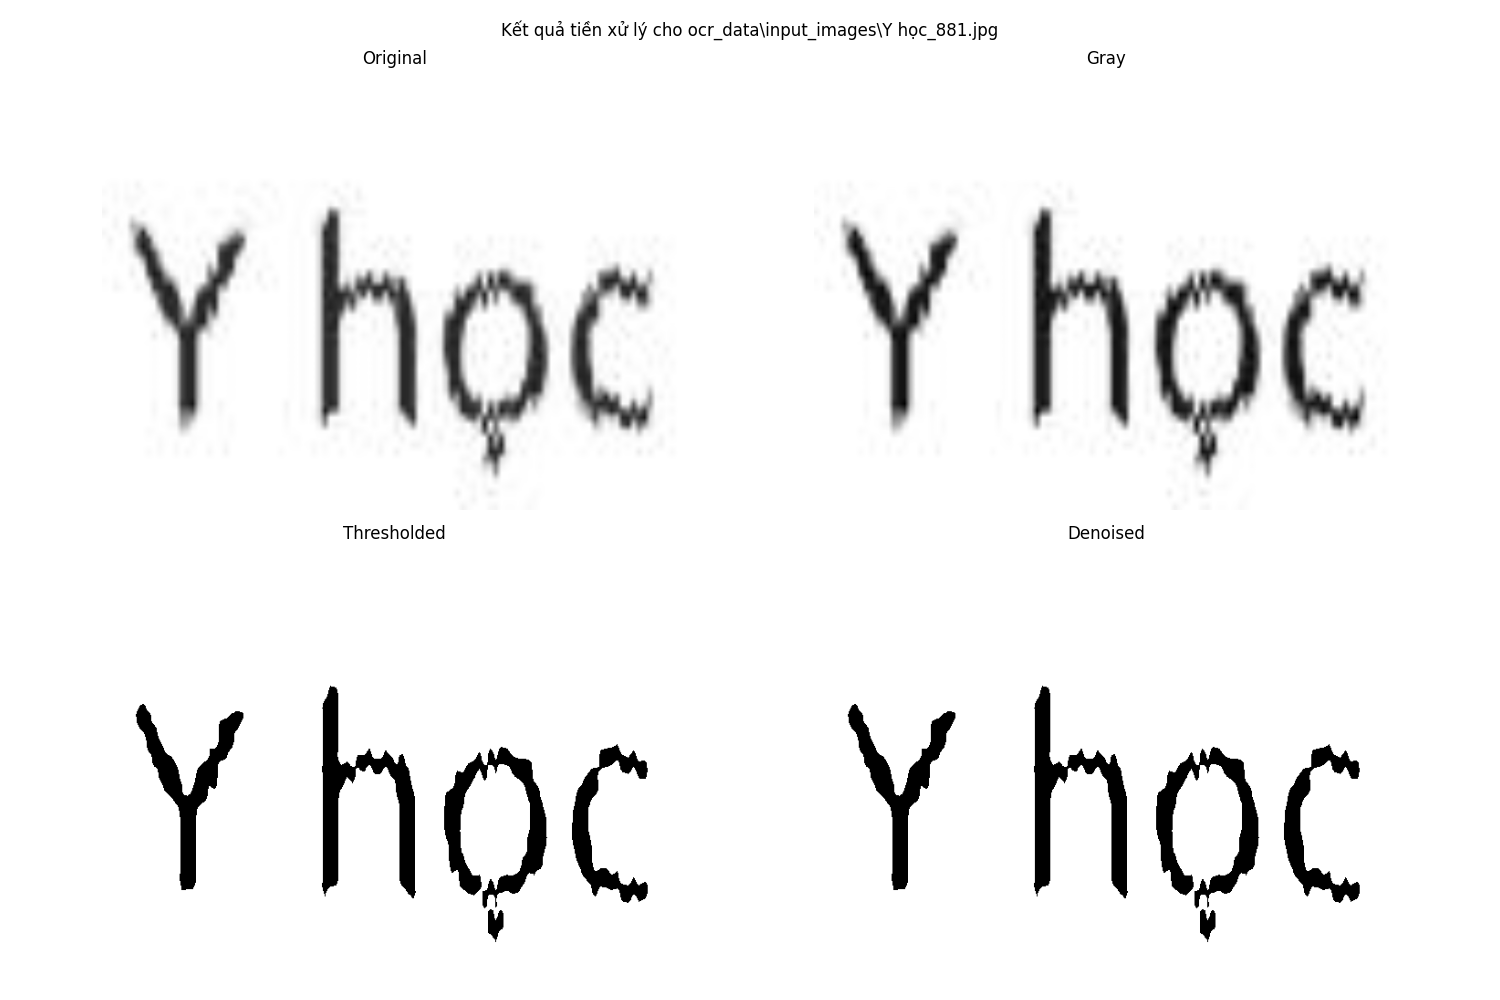 Kết quả tiền xử lý cho ocr_data\input_images\Y học_881.jpg
Original
Gray
Y học
Y học
Thresholded
Denoised
Y học
Y học